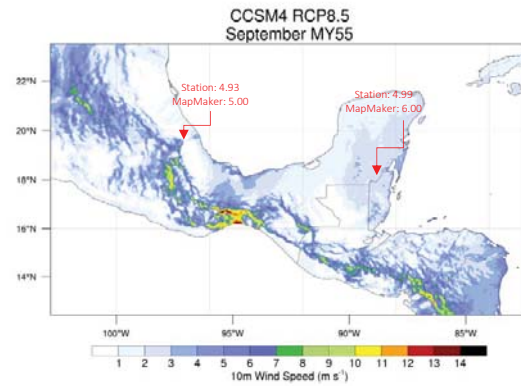 CCSM4 RCP8.5
September MY55
22°N
20°N
18°N
16°N
14°N
Station: 4.93
MapMaker: 5.00
Station: 4.99
MapMaker: 6.00
100°W
95°W
90°W
85°W
1 2 3 4 5 6 7 8 9 10 11 12 13 14
10m Wind Speed (m s⁻¹)